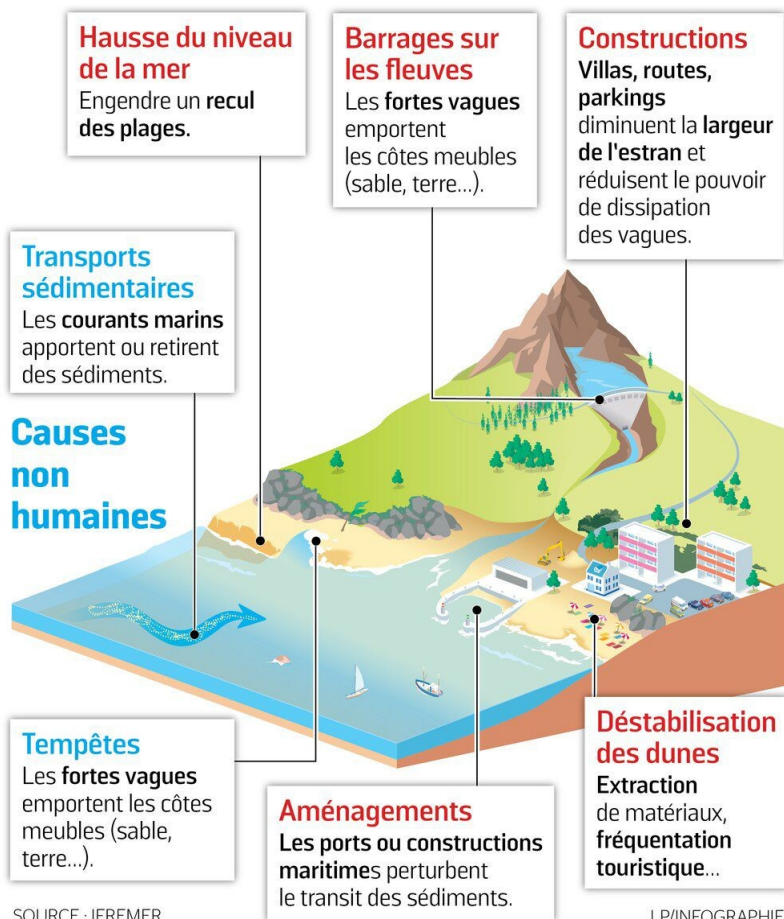 Hausse du niveau
de la mer
Engendre un recul
des plages.
Barrages sur
les fleuves
Les fortes vagues
emportent
les côtes meubles
(sable, terre...).
Constructions
Villas, routes,
parkings
diminuent la largeur
de l'estran et
réduisent le pouvoir
de dissipation
des vagues.
Transports
sédimentaires
Les courants marins
apportent ou retirent
des sédiments.
Causes
non
humaines
Tempêtes
Les fortes vagues
emportent les côtes
meubles (sable,
terre...).
Aménagements
Les ports ou constructions
maritimes perturbent
le transit des sédiments.
Déstabilisation
des dunes
Extraction
de matériaux,
fréquentation
touristique...
SOURCE : IFREMER
LP/INFOGRAPHIE